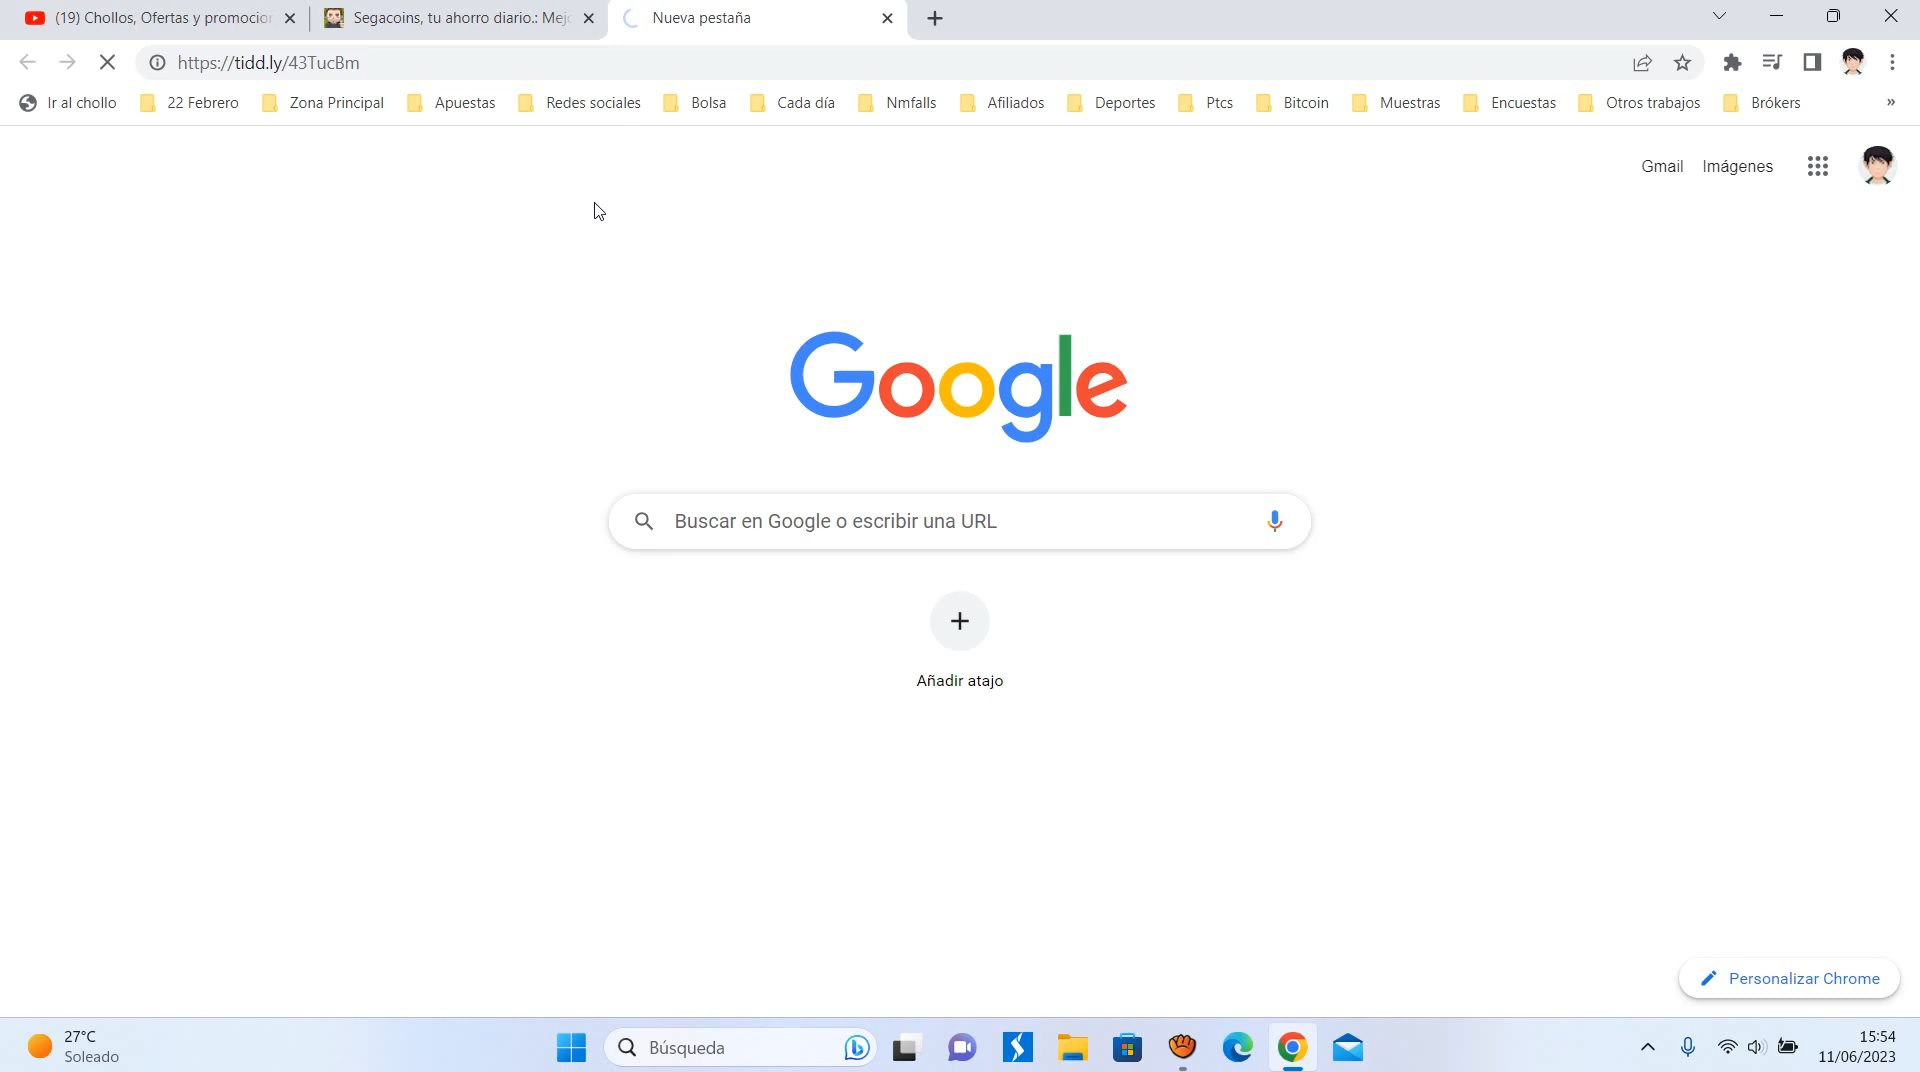 (19) Chollos, Ofertas y promocion
Segacoins, tu ahorro diario.: Mejo
Nueva pestaña
https://tidd.ly/43TucBm
Ir al chollo
22 Febrero
Zona Principal
Apuestas
Redes sociales
Bolsa
Cada día
Nmfalls
Afiliados
Deportes
Ptcs
Bitcoin
Muestras
Encuestas
Otros trabajos
Brókers
»
Gmail
Imágenes
Google
Buscar en Google o escribir una URL
Añadir atajo
Personalizar Chrome
27°C
Soleado
Búsqueda
15:54
11/06/2023